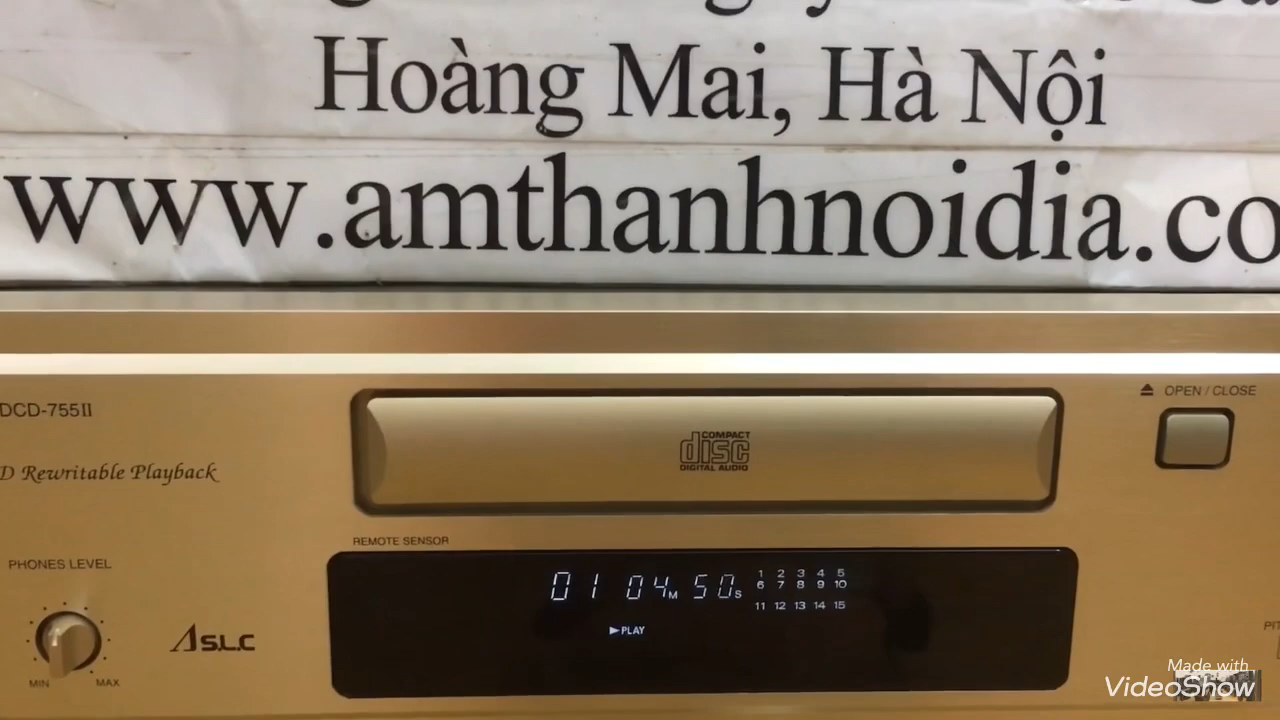 Hoàng Mai, Hà Nội
www.amthanhnoidia.co
DCD-755II
OPEN / CLOSE
COMPACT
disc
DIGITAL AUDIO
D Rewritable Playback
REMOTE SENSOR
PHONES LEVEL
01 04M 50S
1 2 3 4 5
6 7 8 9 10
11 12 13 14 15
PLAY
ASLC
MIN MAX
PIT
Made with
VideoShow